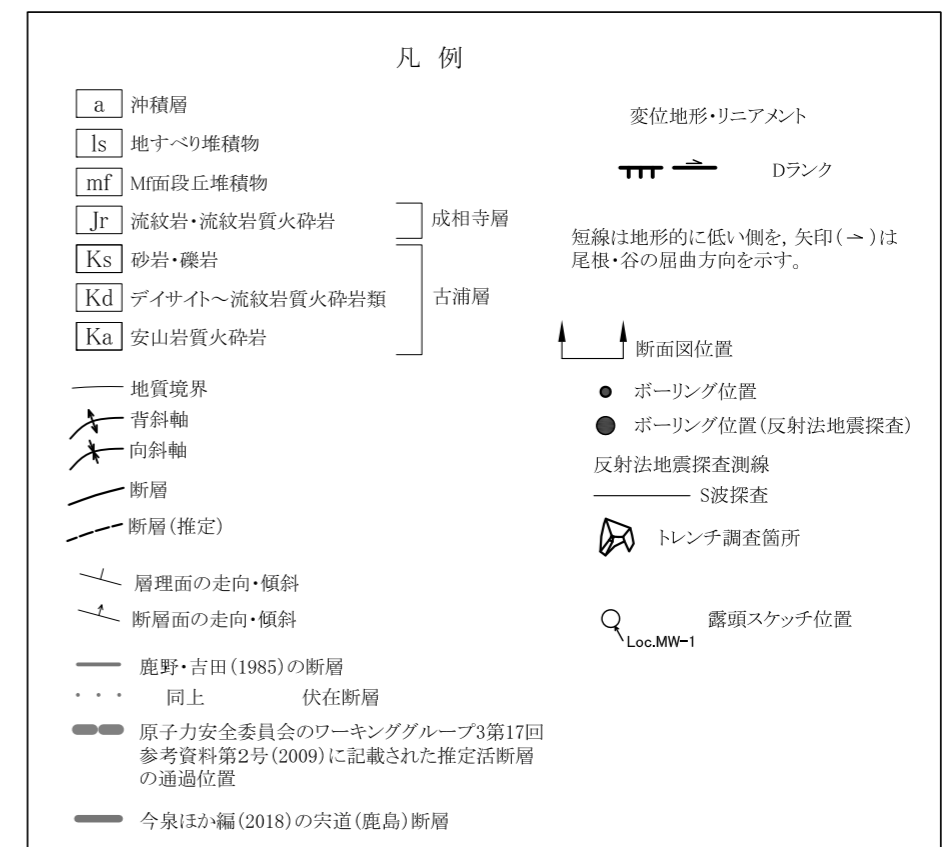 凡 例
a 沖積層
ls 地すべり堆積物
mf Mf面段丘堆積物
Jr 流紋岩・流紋岩質火砕岩
成相寺層
Ks 砂岩・礫岩
Kd デイサイト～流紋岩質火砕岩類
古浦層
Ka 安山岩質火砕岩
地質境界
背斜軸
向斜軸
断層
断層(推定)
層理面の走向・傾斜
断層面の走向・傾斜
鹿野・吉田(1985)の断層
同上 伏在断層
原子力安全委員会のワーキンググループ3第17回
参考資料第2号(2009)に記載された推定活断層
の通過位置
今泉ほか編(2018)の宍道(鹿島)断層
変位地形・リニアメント
Dランク
短線は地形的に低い側を, 矢印(⇀)は
尾根・谷の屈曲方向を示す。
断面図位置
ボーリング位置
ボーリング位置(反射法地震探査)
反射法地震探査測線
S波探査
トレンチ調査箇所
露頭スケッチ位置
Loc.MW-1